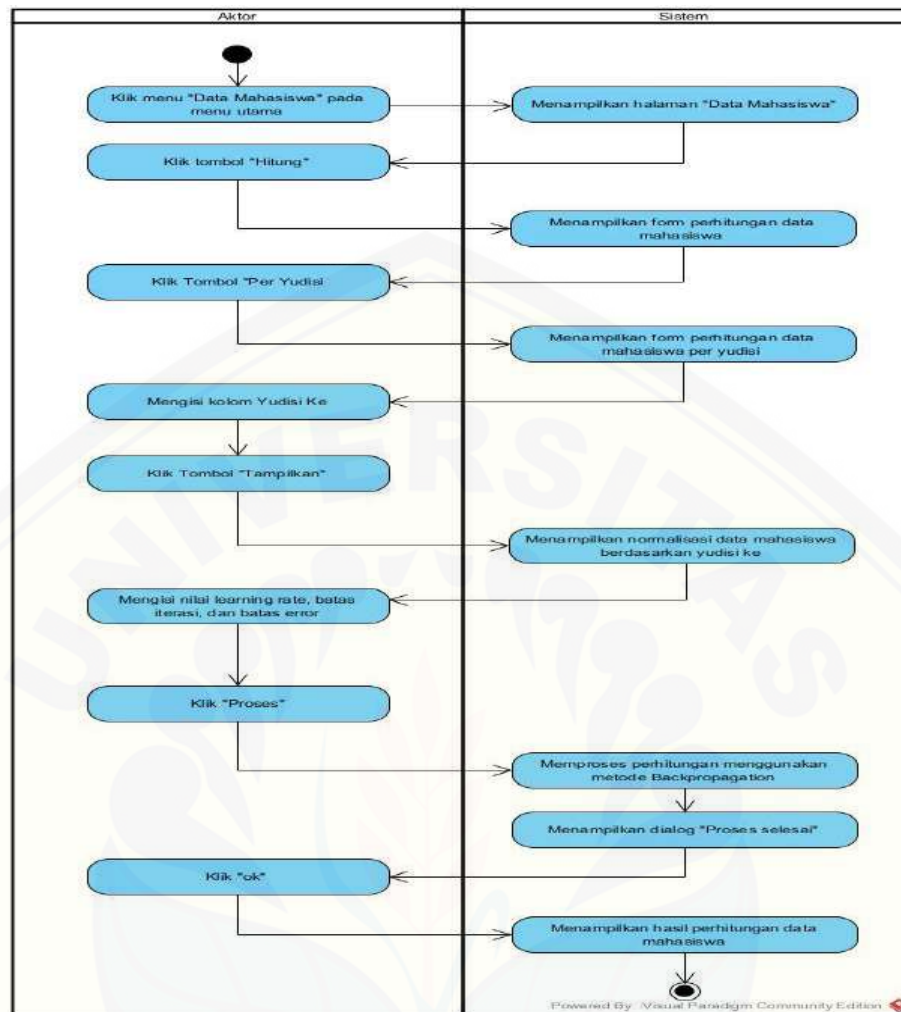 Aktor
Sistem
Klik menu "Data Mahasiswa" pada
menu utama
Menampilkan halaman "Data Mahasiswa"
Klik tombol "Hitung"
Menampilkan form perhitungan data
mahasiswa
Klik Tombol "Per Yudisi
Menampilkan form perhitungan data
mahasiswa per yudisi
Mengisi kolom Yudisi Ke
Klik Tombol "Tampilkan"
Menampilkan normalisasi data mahasiswa
berdasarkan yudisi ke
Mengisi nilai learning rate, batas
iterasi, dan batas error
Klik "Proses"
Memproses perhitungan menggunakan
metode Backpropagation
Menampilkan dialog "Proses selesai"
Klik "ok"
Menampilkan hasil perhitungan data
mahasiswa
Powered By: Visual Paradigm Community Edition
UNIVERSITAS